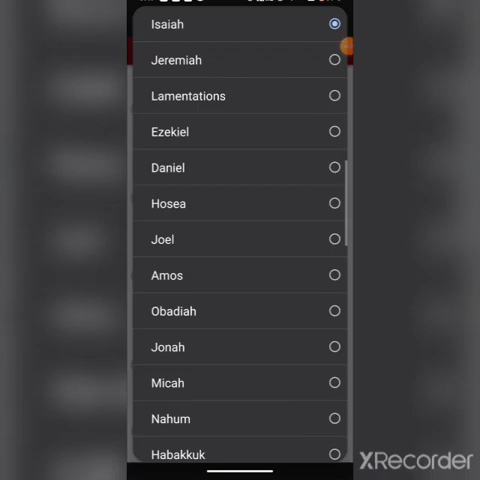 Isaiah
Jeremiah
Lamentations
Ezekiel
Daniel
Hosea
Joel
Amos
Obadiah
Jonah
Micah
Nahum
Habakkuk
XRecorder